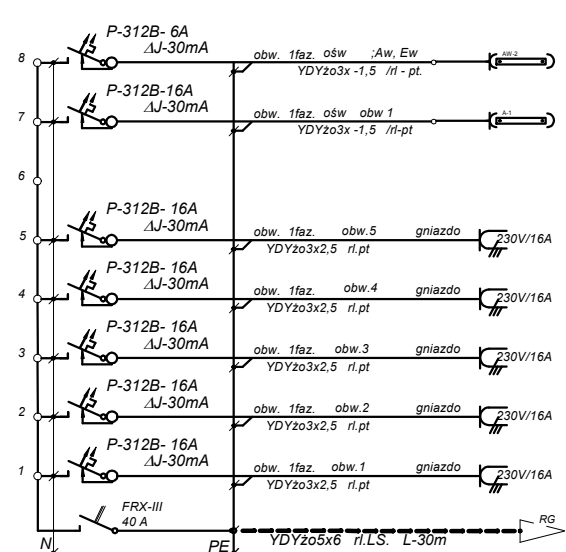 P-312B- 6A
ΔJ-30mA
8
obw. 1faz. ośw ;Aw, Ew
YDYżo3x -1,5 /rl - pt.
AW-2
P-312B-16A
ΔJ-30mA
7
obw. 1faz. ośw obw 1
YDYżo3x -1,5 /rl-pt
A-1
6
P-312B- 16A
ΔJ-30mA
5
obw. 1faz. obw.5 gniazdo
YDYżo3x2,5 rl.pt
230V/16A
P-312B- 16A
ΔJ-30mA
4
obw. 1faz. obw.4 gniazdo
YDYżo3x2,5 rl.pt
230V/16A
P-312B- 16A
ΔJ-30mA
3
obw. 1faz. obw.3 gniazdo
YDYżo3x2,5 rl.pt
230V/16A
P-312B- 16A
ΔJ-30mA
2
obw. 1faz. obw.2 gniazdo
YDYżo3x2,5 rl.pt
230V/16A
P-312B- 16A
ΔJ-30mA
1
obw. 1faz. obw.1 gniazdo
YDYżo3x2,5 rl.pt
230V/16A
FRX-III
40 A
RG
YDYżo5x6 rl.LS. L-30m
N
PE